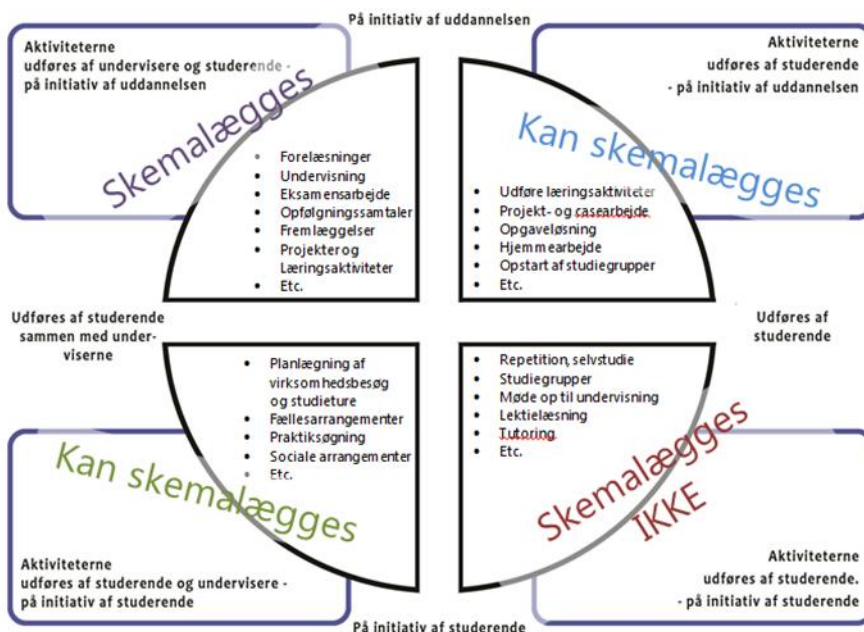 På initiativ af uddannelsen
Aktiviteterne
udføres af undervisere og studerende -
på initiativ af uddannelsen
Skemalægges
Forelæsninger
Undervisning
Eksamensarbejde
Opfølgningssamtaler
Fremlæggelser
Projekter og
Læringsaktiviteter
Etc.
Aktiviteterne
udføres af studerende
- på initiativ af uddannelsen
Kan skemalægges
Udføre læringsaktiviteter
Projekt- og casearbejde
Opgaveløsning
Hjemmearbejde
Opstart af studiegrupper
Etc.
Udføres af studerende
sammen med under-
viserne
Udføres af
studerende
Planlægning af
virksomhedsbesøg
og studieture
Fællesarrangementer
Praktiksøgning
Sociale arrangementer
Etc.
Kan skemalægges
Aktiviteterne
udføres af studerende og undervisere -
på initiativ af studerende
Repetition, selvstudie
Studiegrupper
Møde op til undervisning
Lektielæsning
Tutoring
Etc.
Skemalægges
IKKE
Aktiviteterne
udføres af studerende.
- på initiativ af studerende
På initiativ af studerende